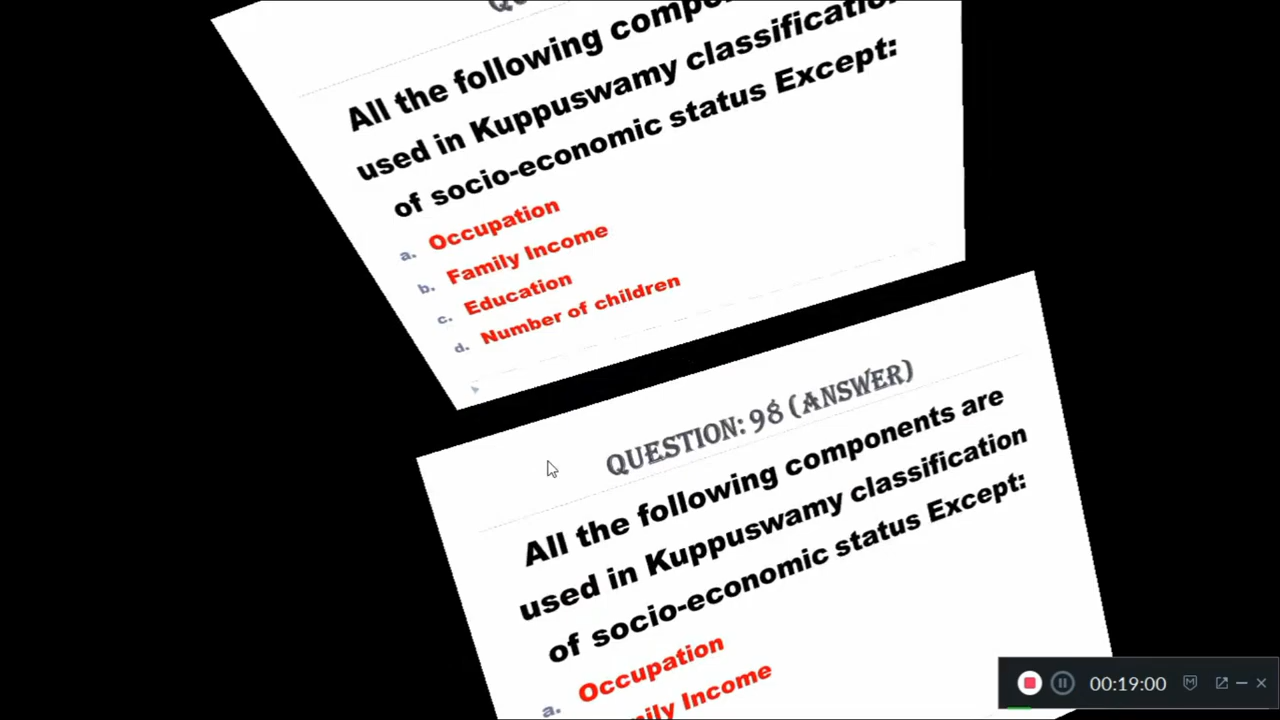 All the following
used in Kuppuswamy classification
of socio-economic status Except:
a. Occupation
b. Family Income
c. Education
d. Number of children
QUESTION: 98 (ANSWER)
All the following components are
used in Kuppuswamy classification
of socio-economic status Except:
a. Occupation
Income
00:19:00